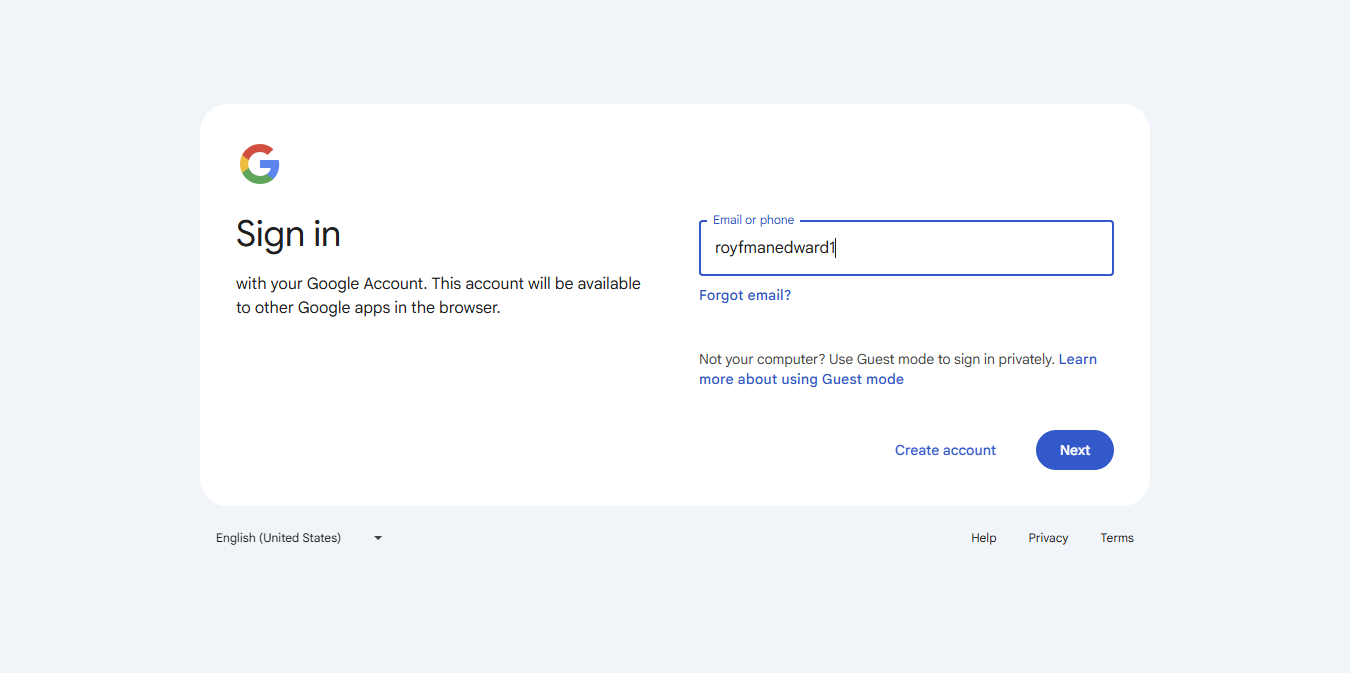 Sign in
with your Google Account. This account will be available
to other Google apps in the browser.
Email or phone
royfmanedward1
Forgot email?
Not your computer? Use Guest mode to sign in privately. Learn
more about using Guest mode
Create account
Next
English (United States)
Help
Privacy
Terms